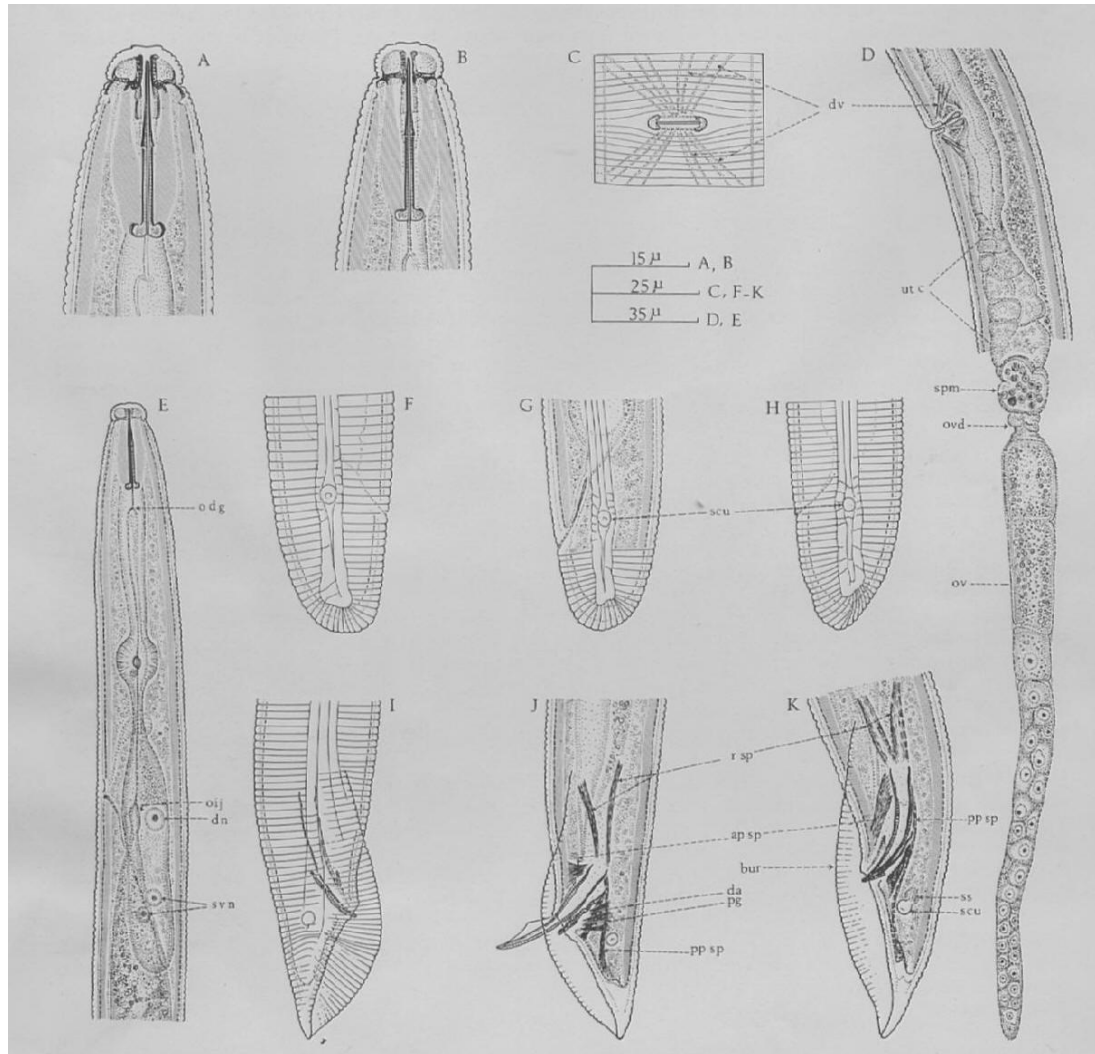 A
B
C
D
dv
15 µ A, B
25 µ C, F-K
35 µ D, E
ut c
spm
ovd
E
F
G
H
odg
scu
ov
I
J
K
r sp
oij
dn
ap sp
pp sp
bur
da
pg
ss
scu
svn
pp sp